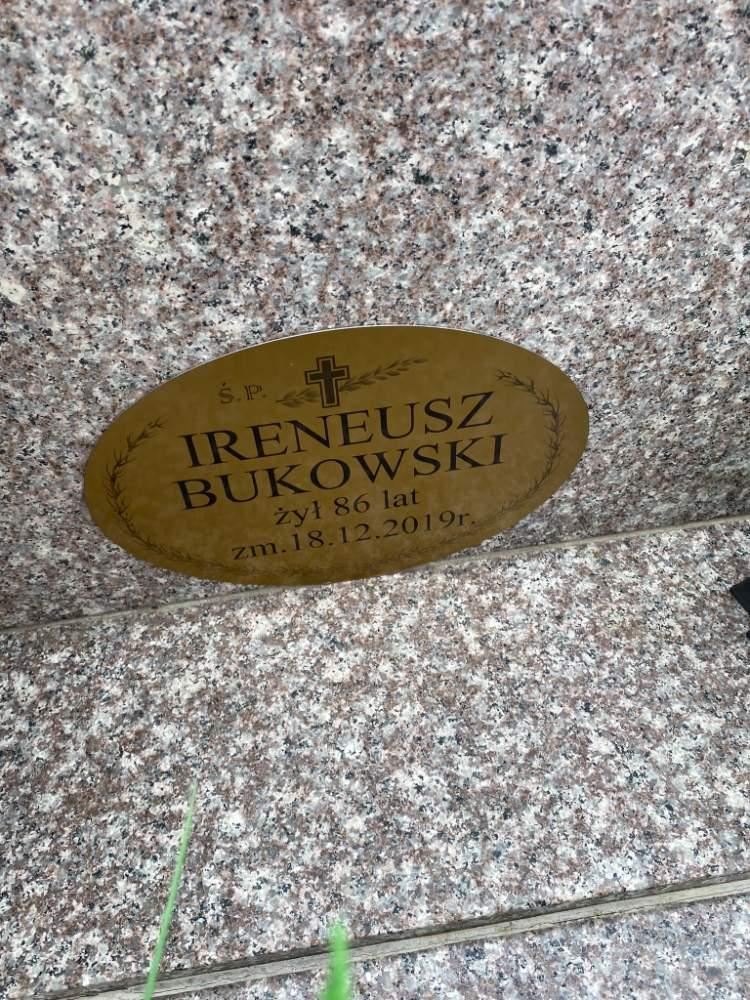 Ś. P.
IRENEUSZ
BUKOWSKI
żył 86 lat
zm.18.12.2019r.